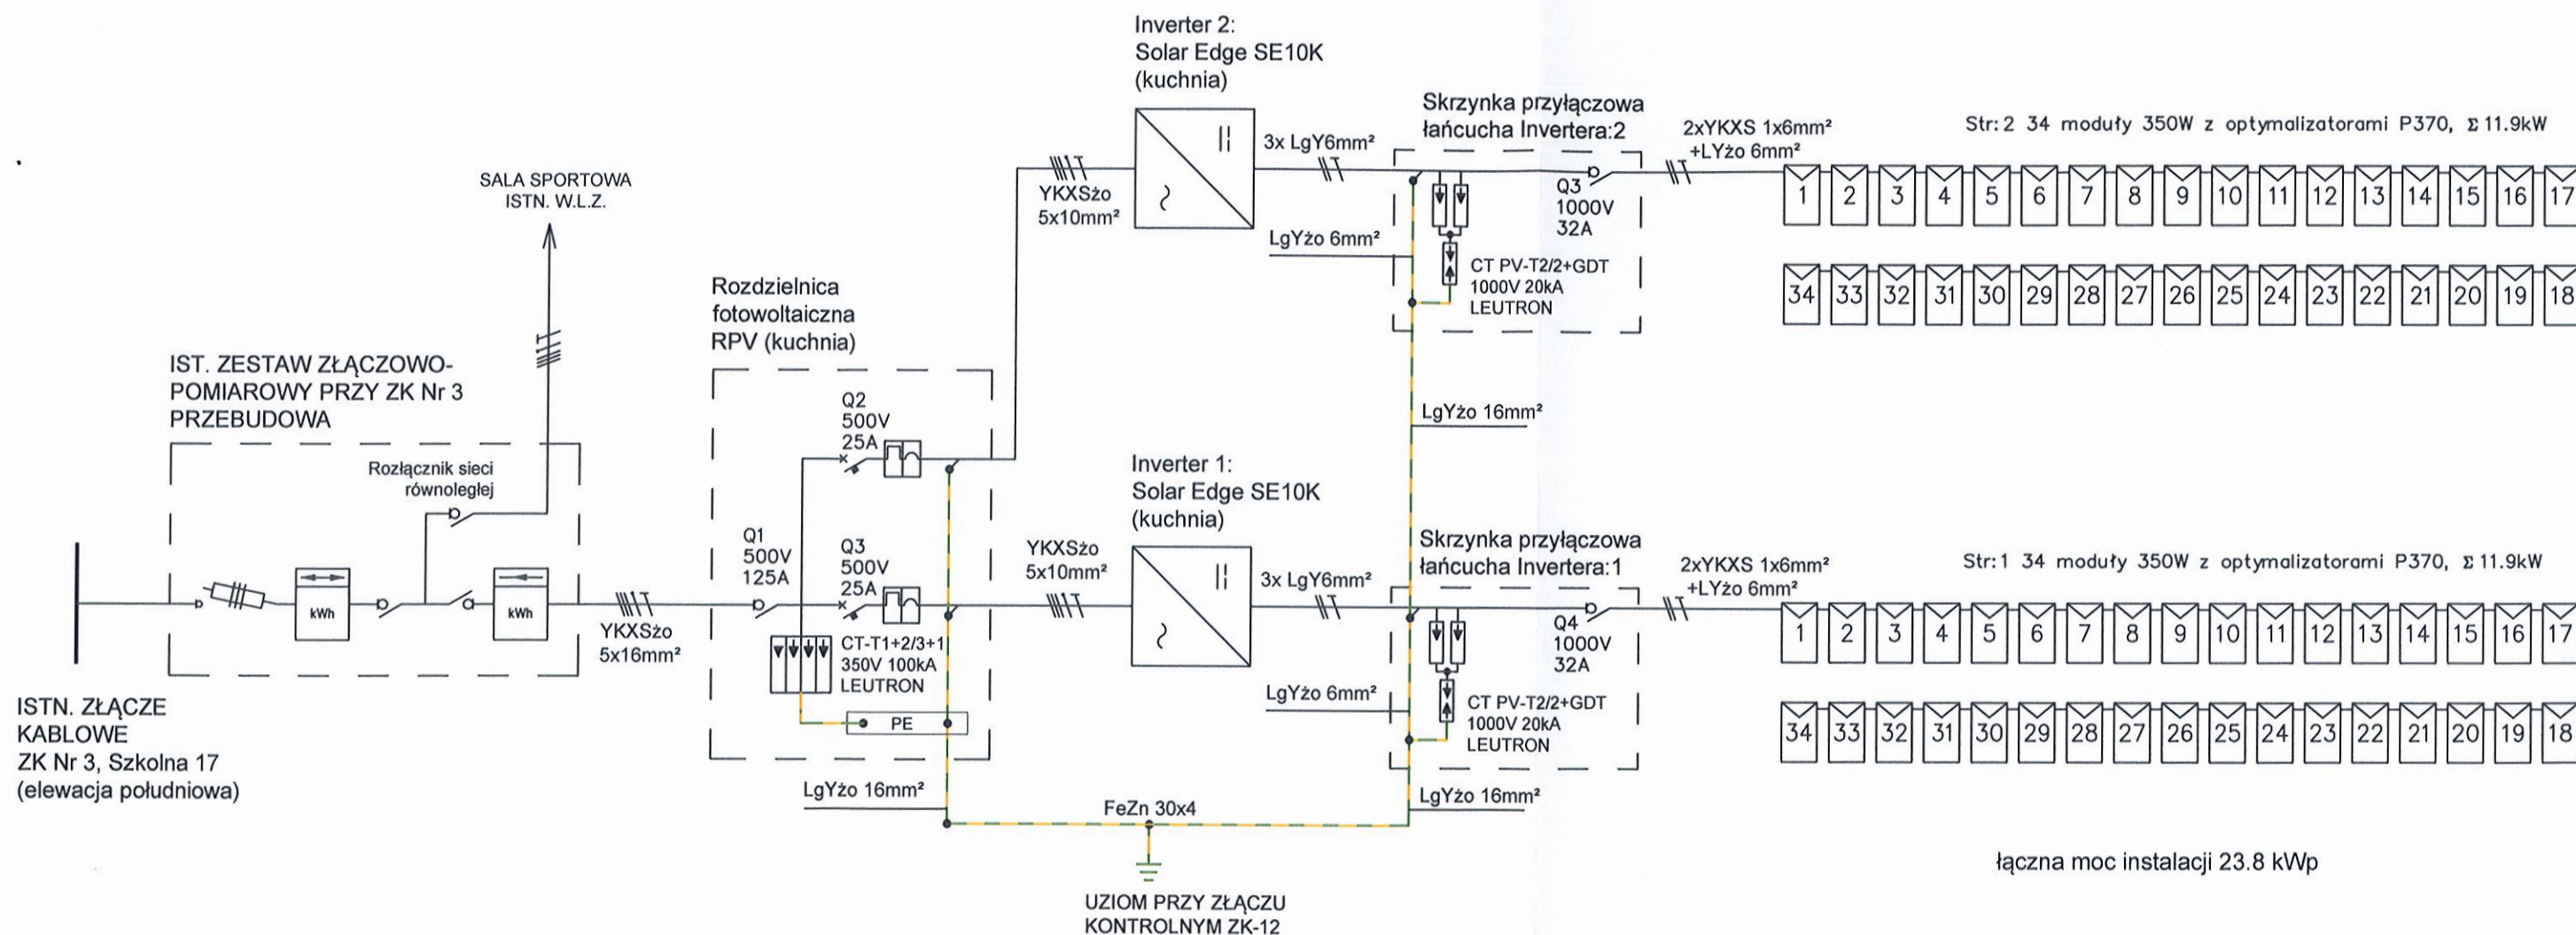 Inverter 2:
Solar Edge SE10K
(kuchnia)
Skrzynka przyłączowa
łańcucha Invertera:2
3x LgY6mm²
2xYKXS 1x6mm²
+LYżo 6mm²
Str:2 34 moduły 350W z optymalizatorami P370, Σ 11.9kW
YKXSżo
5x10mm²
Q3
1000V
32A
1 2 3 4 5 6 7 8 9 10 11 12 13 14 15 16 17
LgYżo 6mm²
CT PV-T2/2+GDT
1000V 20kA
LEUTRON
34 33 32 31 30 29 28 27 26 25 24 23 22 21 20 19 18
SALA SPORTOWA
ISTN. W.L.Z.
Rozdzielnica
fotowoltaiczna
RPV (kuchnia)
IST. ZESTAW ZŁĄCZOWO-
POMIAROWY PRZY ZK Nr 3
PRZEBUDOWA
Rozłącznik sieci
równoległej
kWh
kWh
YKXSżo
5x16mm²
ISTN. ZŁĄCZE
KABLOWE
ZK Nr 3, Szkolna 17
(elewacja południowa)
Q2
500V
25A
Q1
500V
125A
Q3
500V
25A
CT-T1+2/3+1
350V 100kA
LEUTRON
PE
LgYżo 16mm²
LgYżo 16mm²
Inverter 1:
Solar Edge SE10K
(kuchnia)
YKXSżo
5x10mm²
3x LgY6mm²
Skrzynka przyłączowa
łańcucha Invertera:1
2xYKXS 1x6mm²
+LYżo 6mm²
Str:1 34 moduły 350W z optymalizatorami P370, Σ 11.9kW
Q4
1000V
32A
1 2 3 4 5 6 7 8 9 10 11 12 13 14 15 16 17
LgYżo 6mm²
CT PV-T2/2+GDT
1000V 20kA
LEUTRON
34 33 32 31 30 29 28 27 26 25 24 23 22 21 20 19 18
LgYżo 16mm²
FeZn 30x4
UZIOM PRZY ZŁĄCZU
KONTROLNYM ZK-12
łączna moc instalacji 23.8 kWp